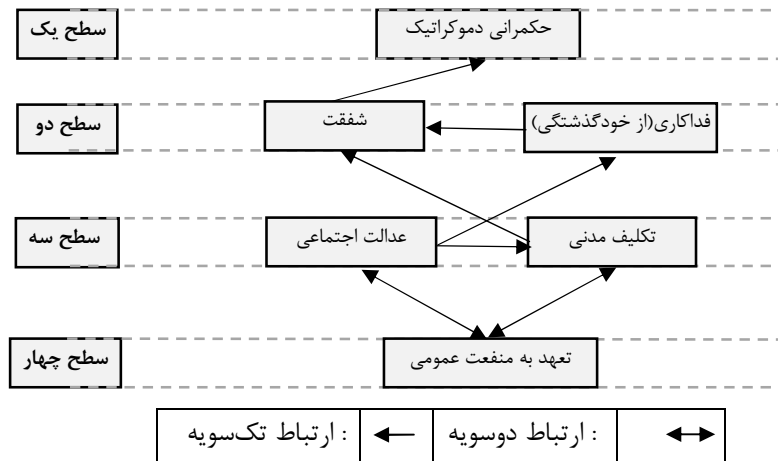 سطح یک
حکمرانی دموکراتیک
سطح دو
فداکاری(از خودگذشتگی)
شفقت
سطح سه
تکلیف مدنی
عدالت اجتماعی
سطح چهار
تعهد به منفعت عمومی
: ارتباط دوسویه
: ارتباط تک‌سویه